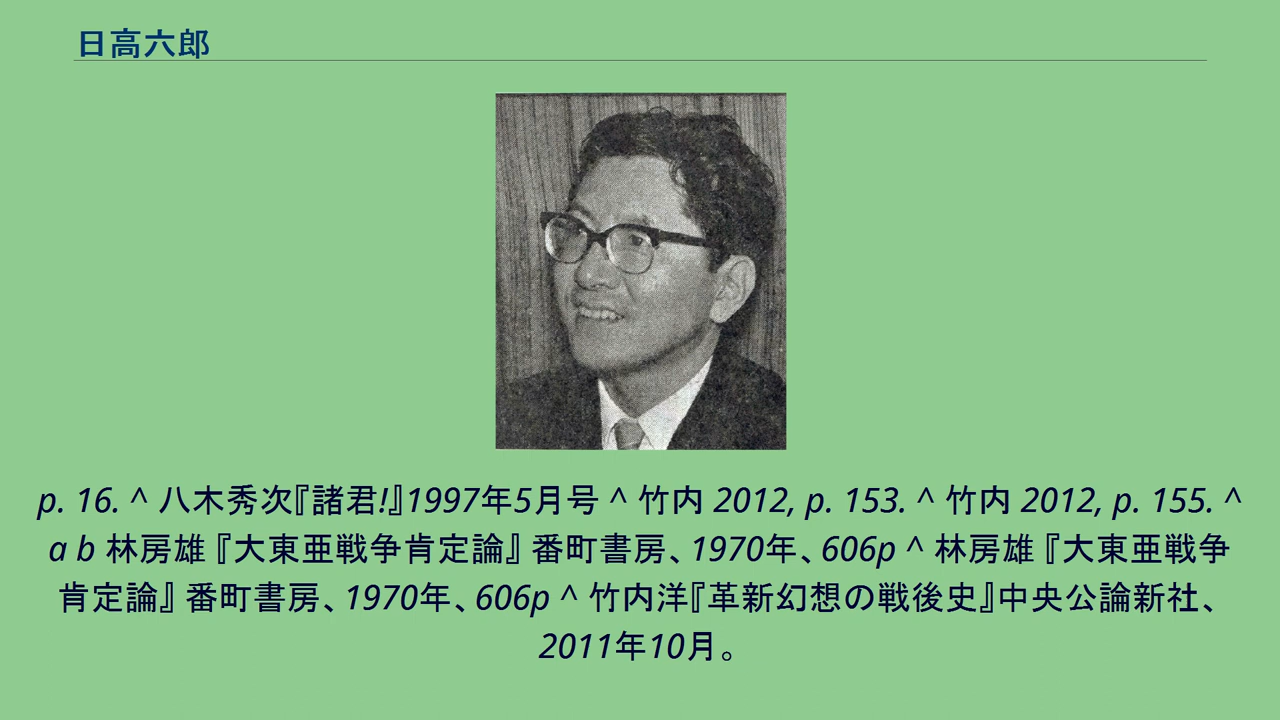 日高六郎
p. 16. ^ 八木秀次『諸君!』1997年5月号 ^ 竹内 2012, p. 153. ^ 竹内 2012, p. 155. ^
a b 林房雄 『大東亜戦争肯定論』 番町書房、1970年、606p ^ 林房雄 『大東亜戦争
肯定論』 番町書房、1970年、606p ^ 竹内洋『革新幻想の戦後史』中央公論新社、
2011年10月。